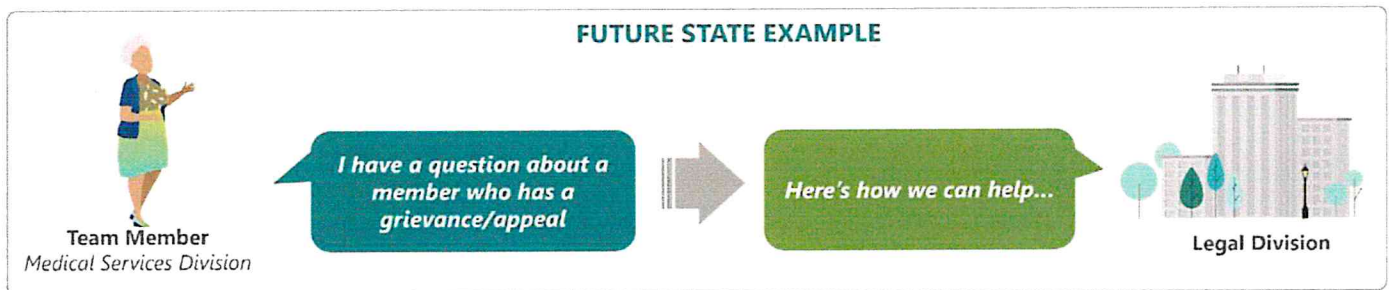 FUTURE STATE EXAMPLE
I have a question about a
member who has a
grievance/appeal
Here's how we can help...
Team Member
Medical Services Division
Legal Division